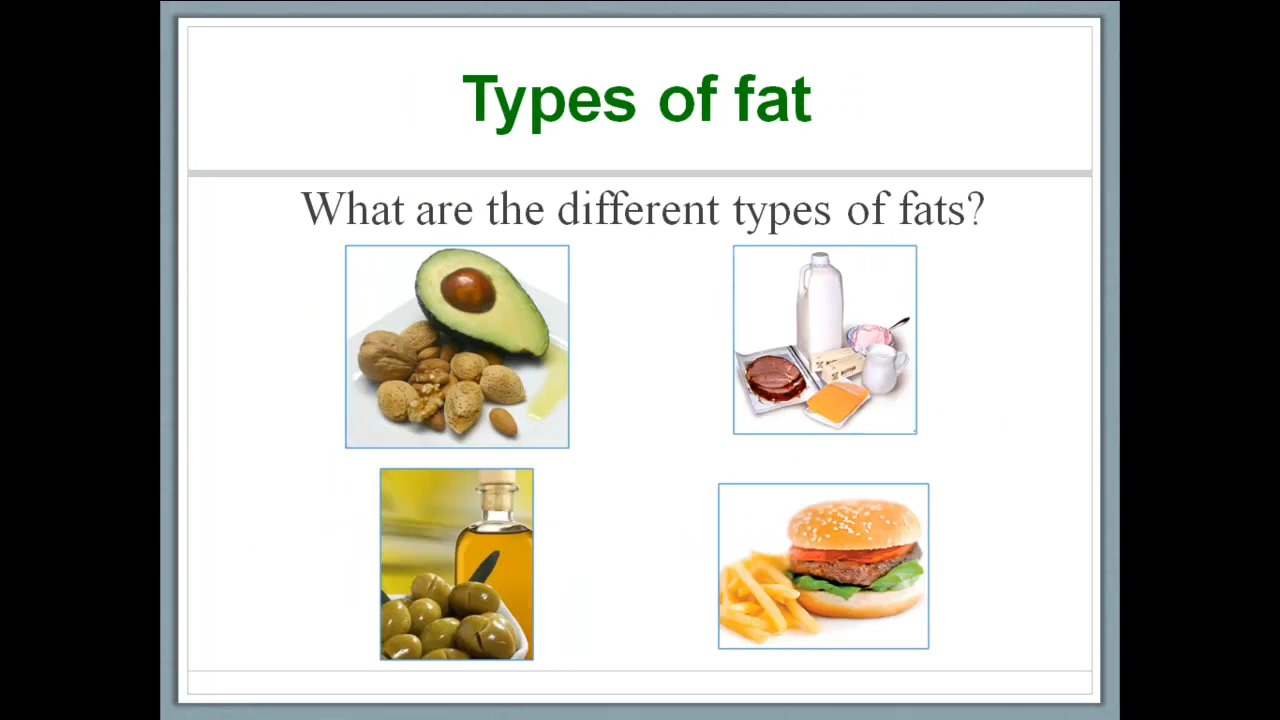 Types of fat
What are the different types of fats?